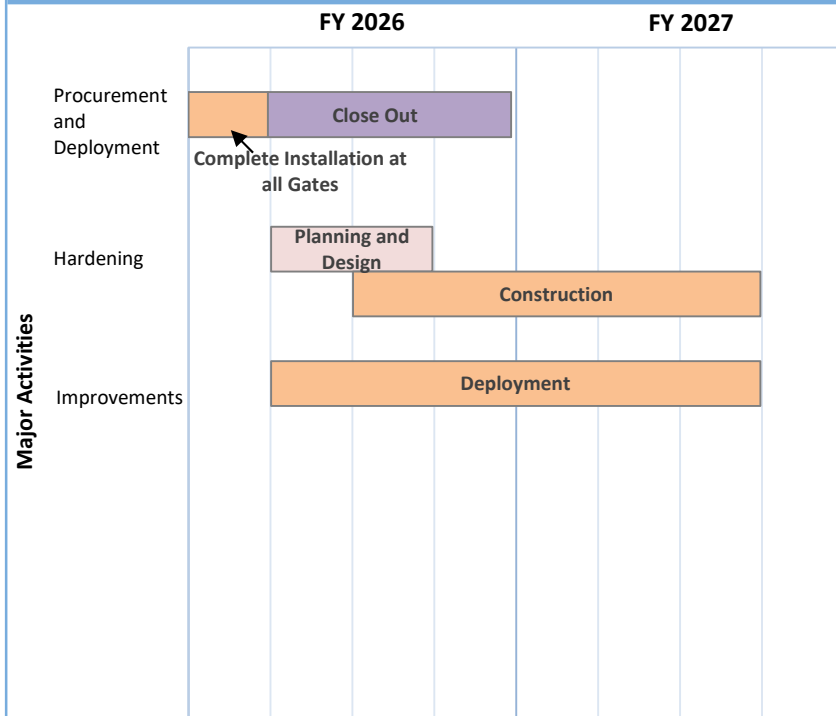 FY 2026
FY 2027
Major Activities
Procurement
and
Deployment
Close Out
Complete Installation at
all Gates
Hardening
Planning and
Design
Construction
Improvements
Deployment